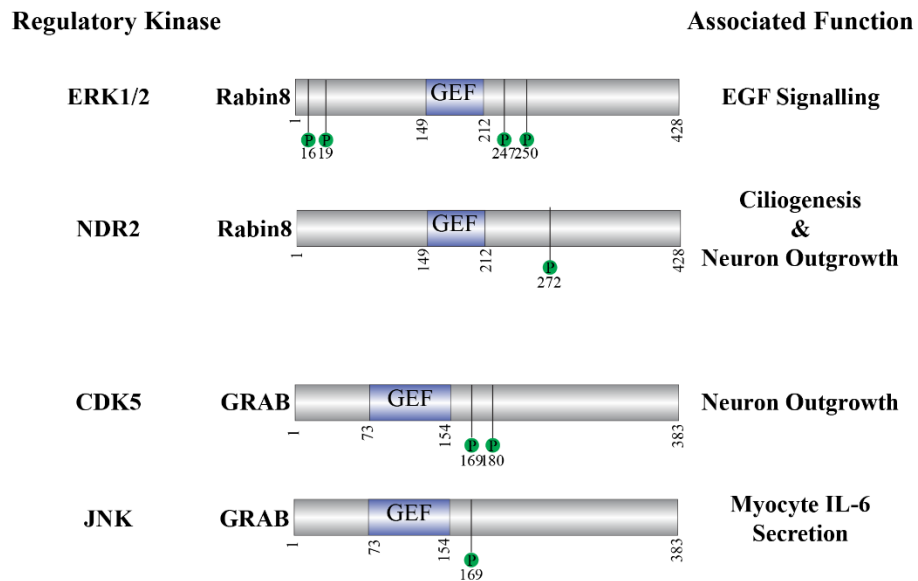 Regulatory Kinase
Associated Function
ERK1/2
Rabin8
GEF
EGF Signalling
1
149
212
428
P
P
P
P
16
19
247
250
NDR2
Rabin8
GEF
Ciliogenesis
&
Neuron Outgrowth
1
149
212
428
P
272
CDK5
GRAB
GEF
Neuron Outgrowth
1
73
154
383
P
P
169
180
JNK
GRAB
GEF
Myocyte IL-6
Secretion
1
73
154
383
P
169